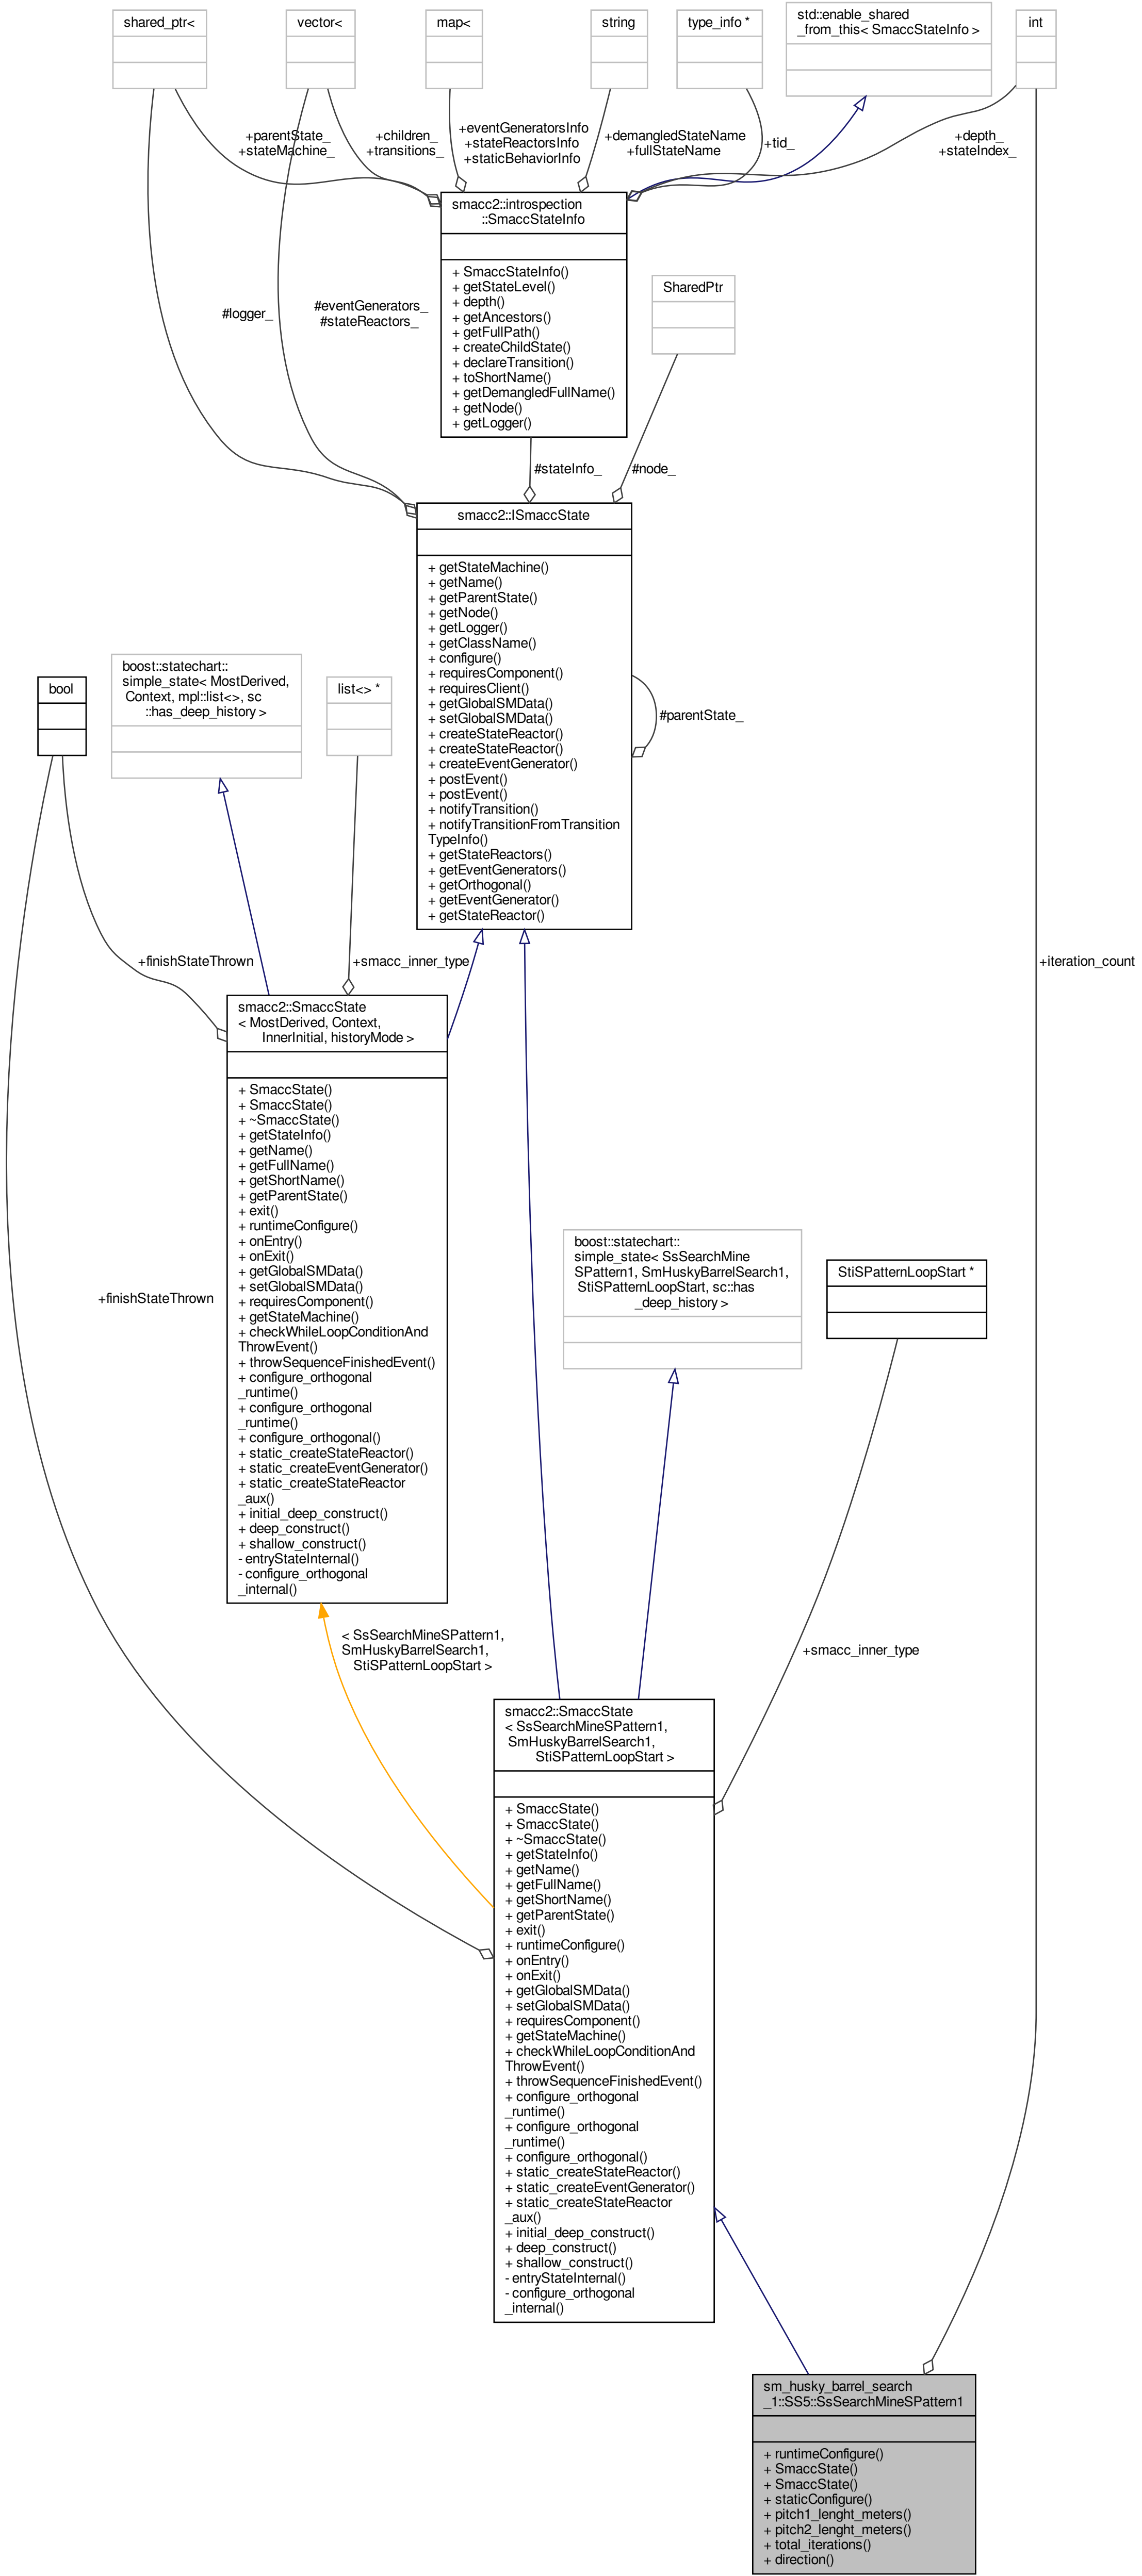 shared_ptr<
vector<
map<
string
type_info *
std::enable_shared
_from_this< SmaccStateInfo >
int
+parentState_
+stateMachine_
+children_
+transitions_
+eventGeneratorsInfo
+stateReactorsInfo
+staticBehaviorInfo
+demangledStateName
+fullStateName
+tid_
+depth_
+stateIndex_
smacc2::introspection
::SmaccStateInfo
+ SmaccStateInfo()
+ getStateLevel()
+ depth()
+ getAncestors()
+ getFullPath()
+ createChildState()
+ declareTransition()
+ toShortName()
+ getDemangledFullName()
+ getNode()
+ getLogger()
SharedPtr
#logger_
#eventGenerators_
#stateReactors_
#stateInfo_
#node_
smacc2::ISmaccState
+ getStateMachine()
+ getName()
+ getParentState()
+ getNode()
+ getLogger()
+ getClassName()
+ configure()
+ requiresComponent()
+ requiresClient()
+ getGlobalSMData()
+ setGlobalSMData()
+ createStateReactor()
+ createStateReactor()
+ createEventGenerator()
+ postEvent()
+ postEvent()
+ notifyTransition()
+ notifyTransitionFromTransition
TypeInfo()
+ getStateReactors()
+ getEventGenerators()
+ getOrthogonal()
+ getEventGenerator()
+ getStateReactor()
#parentState_
bool
boost::statechart::
simple_state< MostDerived,
Context, mpl::list<>, sc
::has_deep_history >
list<> *
+finishStateThrown
+smacc_inner_type
+iteration_count
smacc2::SmaccState
< MostDerived, Context,
InnerInitial, historyMode >
+ SmaccState()
+ SmaccState()
+ ~SmaccState()
+ getStateInfo()
+ getName()
+ getFullName()
+ getShortName()
+ getParentState()
+ exit()
+ runtimeConfigure()
+ onEntry()
+ onExit()
+ getGlobalSMData()
+ setGlobalSMData()
+ requiresComponent()
+ getStateMachine()
+ checkWhileLoopConditionAnd
ThrowEvent()
+ throwSequenceFinishedEvent()
+ configure_orthogonal
_runtime()
+ configure_orthogonal
_runtime()
+ configure_orthogonal()
+ static_createStateReactor()
+ static_createEventGenerator()
+ static_createStateReactor
_aux()
+ initial_deep_construct()
+ deep_construct()
+ shallow_construct()
- entryStateInternal()
- configure_orthogonal
_internal()
+finishStateThrown
boost::statechart::
simple_state< SsSearchMine
SPattern1, SmHuskyBarrelSearch1,
StiSPatternLoopStart, sc::has
_deep_history >
StiSPatternLoopStart *
< SsSearchMineSPattern1,
SmHuskyBarrelSearch1,
StiSPatternLoopStart >
+smacc_inner_type
smacc2::SmaccState
< SsSearchMineSPattern1,
SmHuskyBarrelSearch1,
StiSPatternLoopStart >
+ SmaccState()
+ SmaccState()
+ ~SmaccState()
+ getStateInfo()
+ getName()
+ getFullName()
+ getShortName()
+ getParentState()
+ exit()
+ runtimeConfigure()
+ onEntry()
+ onExit()
+ getGlobalSMData()
+ setGlobalSMData()
+ requiresComponent()
+ getStateMachine()
+ checkWhileLoopConditionAnd
ThrowEvent()
+ throwSequenceFinishedEvent()
+ configure_orthogonal
_runtime()
+ configure_orthogonal
_runtime()
+ configure_orthogonal()
+ static_createStateReactor()
+ static_createEventGenerator()
+ static_createStateReactor
_aux()
+ initial_deep_construct()
+ deep_construct()
+ shallow_construct()
- entryStateInternal()
- configure_orthogonal
_internal()
sm_husky_barrel_search
_1::SS5::SsSearchMineSPattern1
+ runtimeConfigure()
+ SmaccState()
+ SmaccState()
+ staticConfigure()
+ pitch1_lenght_meters()
+ pitch2_lenght_meters()
+ total_iterations()
+ direction()